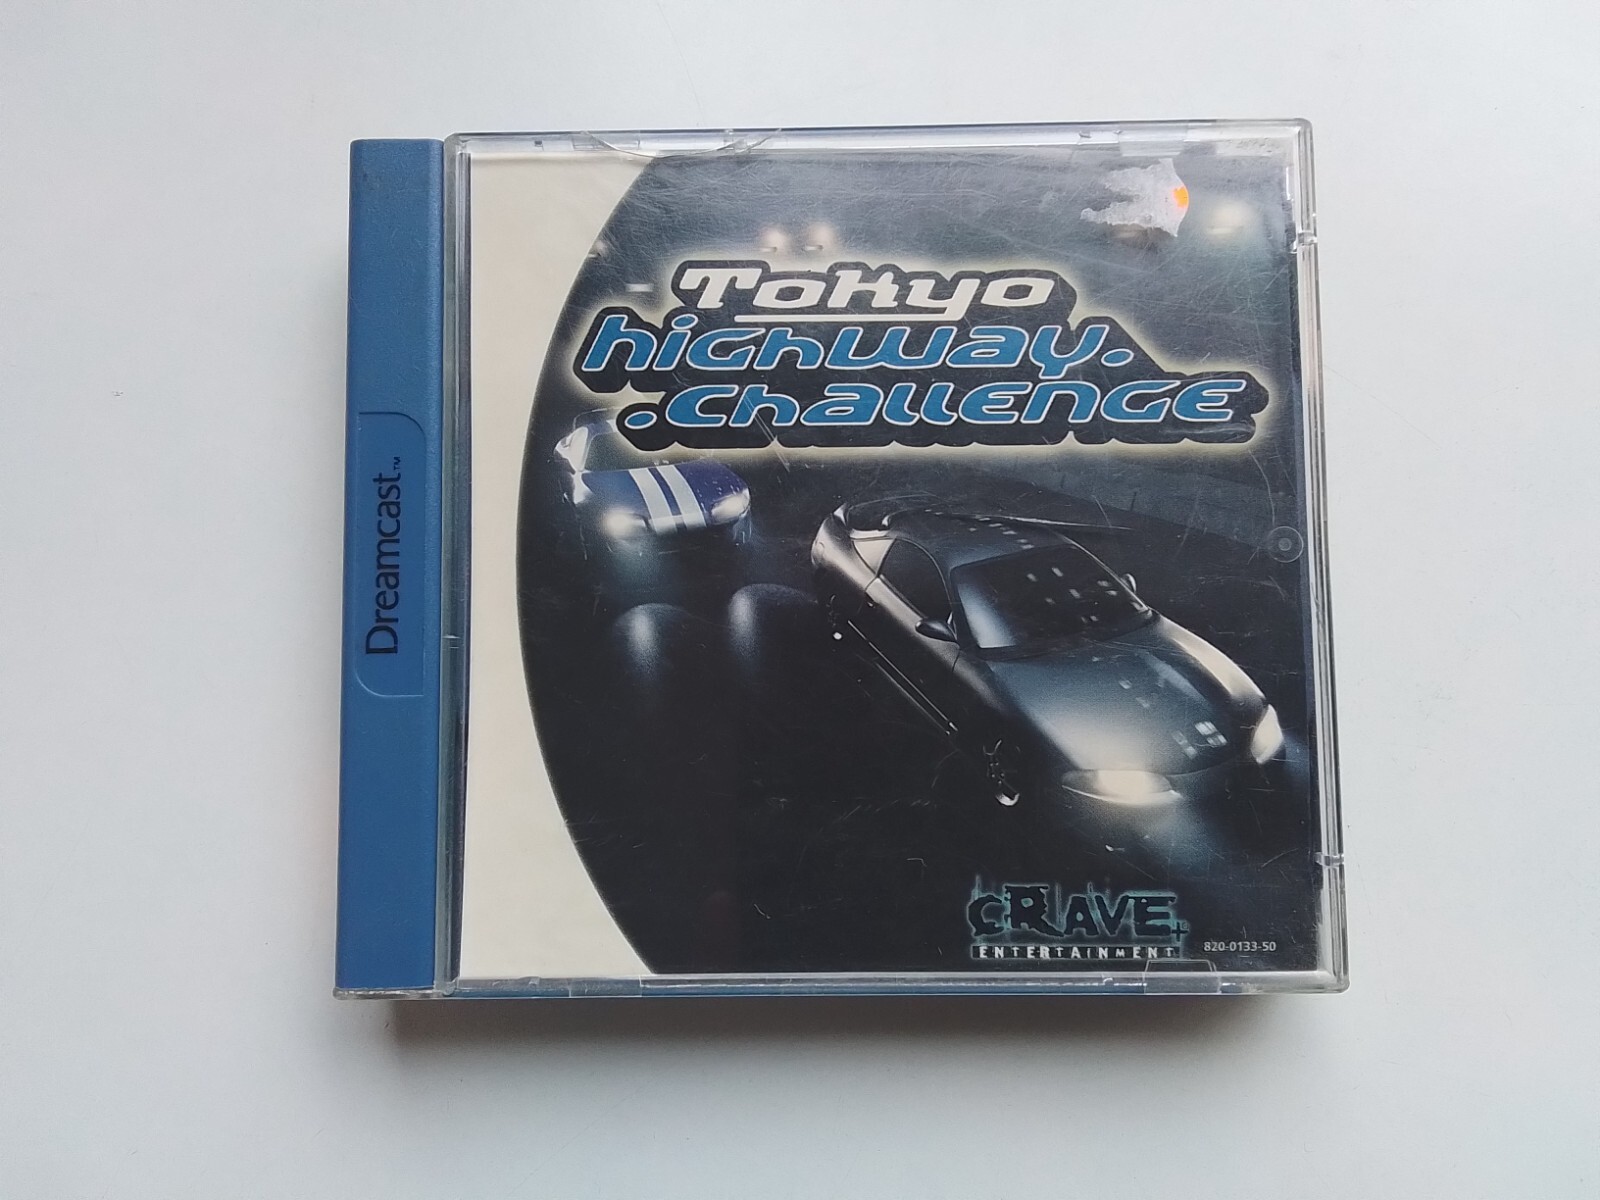 Dreamcast™
Tokyo
highway.
.challenge
CRAVE
ENTERTAINMENT
820-0133-50